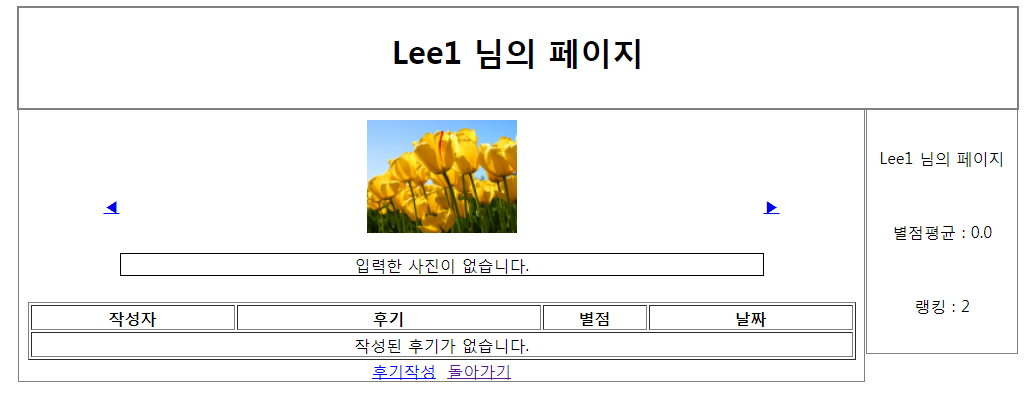 Lee1 님의 페이지
◀ ▶
입력한 사진이 없습니다.
작성자 후기 별점 날짜
작성된 후기가 없습니다.
후기작성 돌아가기
Lee1 님의 페이지
별점평균 : 0.0
랭킹 : 2